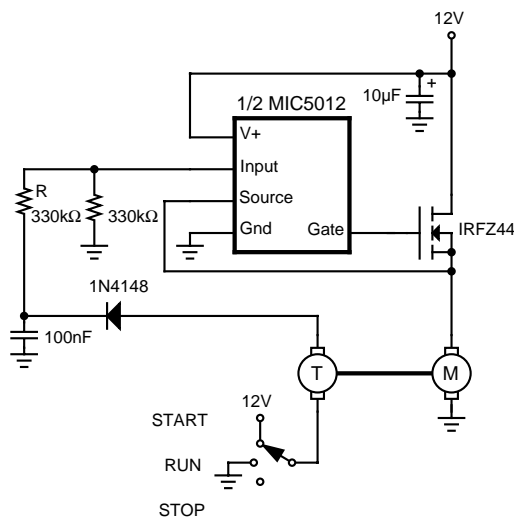 12V
10µF
+
1/2 MIC5012
V+
Input
R
Source
330kΩ
330kΩ
Gnd
Gate
IRFZ44
1N4148
100nF
T
M
12V
START
RUN
STOP